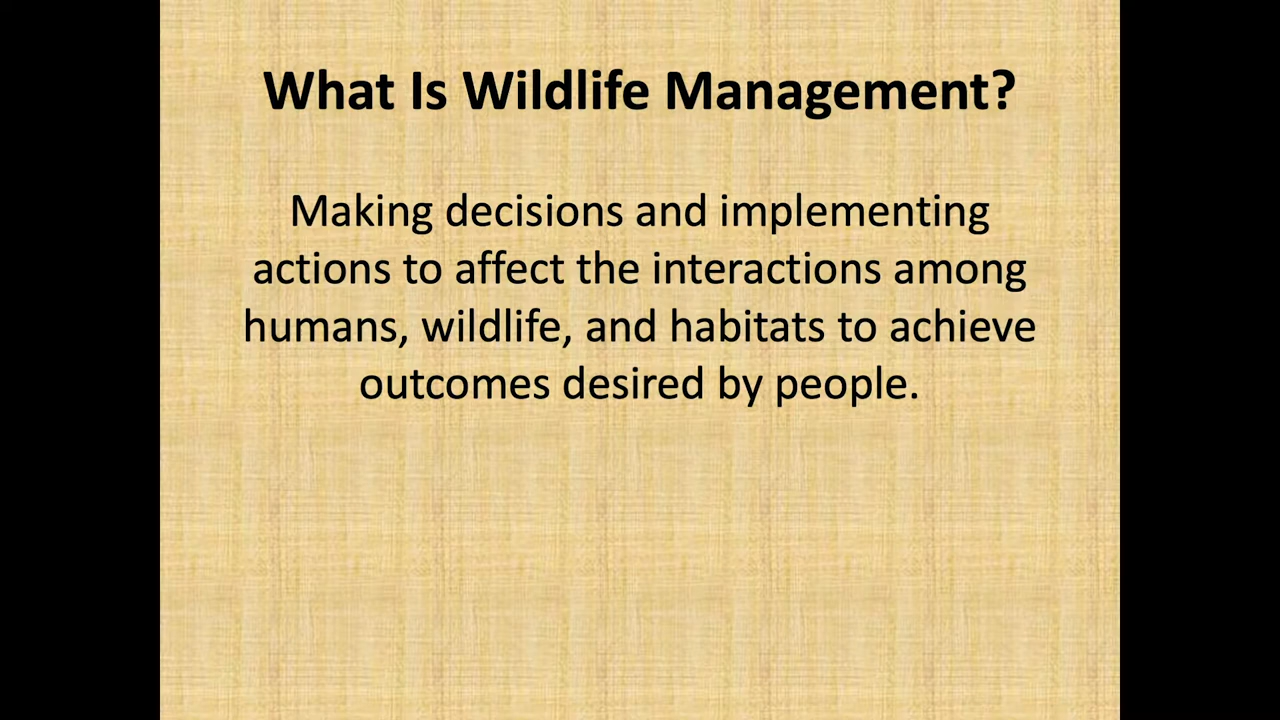 What Is Wildlife Management?
Making decisions and implementing
actions to affect the interactions among
humans, wildlife, and habitats to achieve
outcomes desired by people.